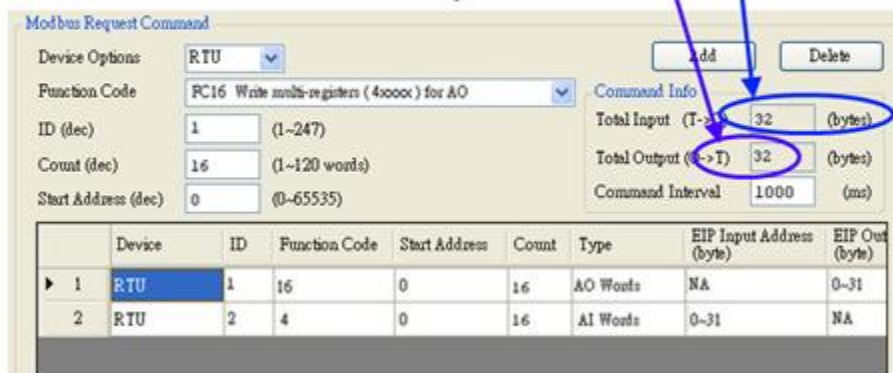 Modbus Request Command
Device Options RTU Add Delete
Function Code FC16 Write multi-registers (4xxxx) for AO Command Info
ID (dec) 1 (1~247) Total Input 32 (bytes)
Count (dec) 16 (1~120 words) Total Output 32 (bytes)
Start Address (dec) 0 (0~65535) Command Interval 1000 (ms)
Device ID Function Code Start Address Count Type EIP Input Address (byte) EIP Out (byte)
1 RTU 1 16 0 16 AO Words NA 0~31
2 RTU 2 4 0 16 AI Words 0~31 NA